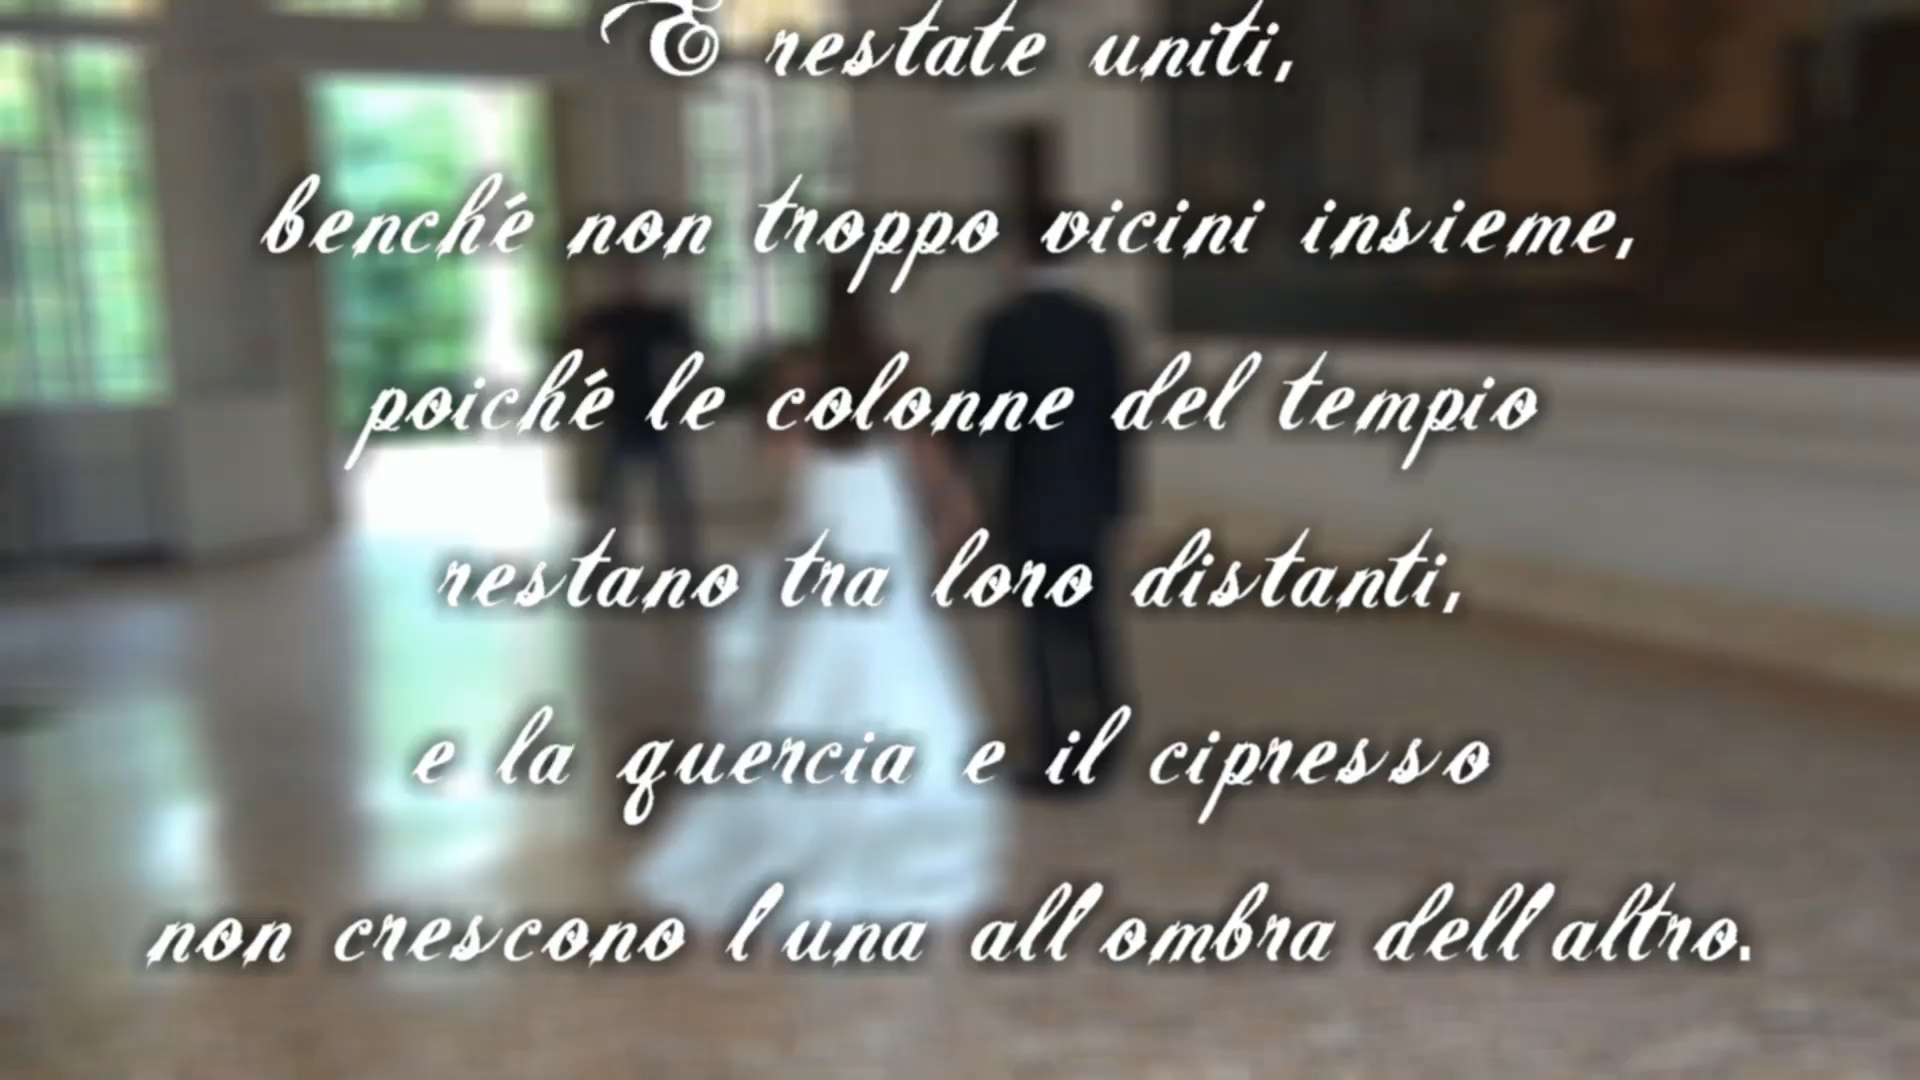 E restate uniti,
benché non troppo vicini insieme,
poiché le colonne del tempio
restano tra loro distanti,
e la quercia e il cipresso
non crescono l'una all'ombra dell'altro.